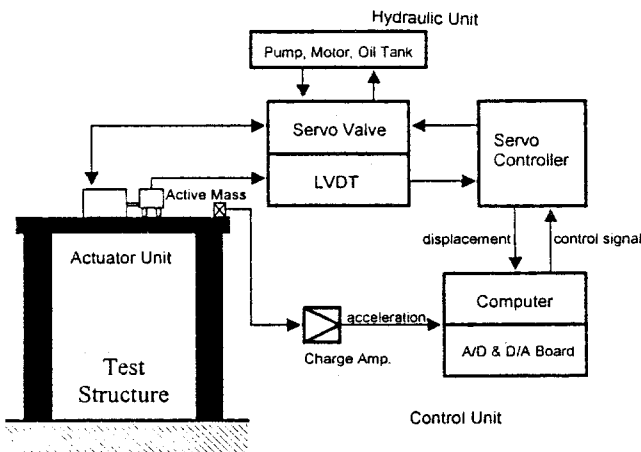 Hydraulic Unit
Pump, Motor, Oil Tank
Servo Valve
LVDT
Servo
Controller
Active Mass
Actuator Unit
displacement
control signal
Computer
A/D & D/A Board
acceleration
Charge Amp.
Test
Structure
Control Unit